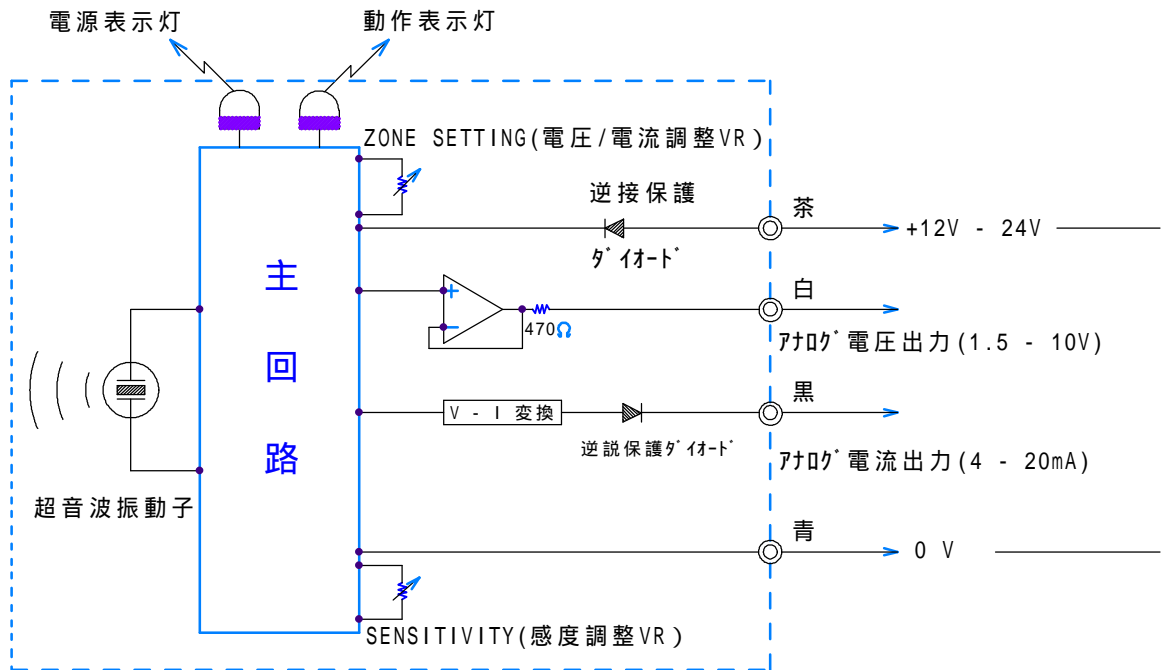 電源表示灯
動作表示灯
ZONE SETTING(電圧/電流調整VR)
逆接保護
ダイオード
茶
+12V - 24V
主
回
路
470Ω
白
アナログ電圧出力(1.5 - 10V)
V - I 変換
逆説保護ダイオード
黒
アナログ電流出力(4 - 20mA)
超音波振動子
青
0 V
SENSITIVITY(感度調整VR)